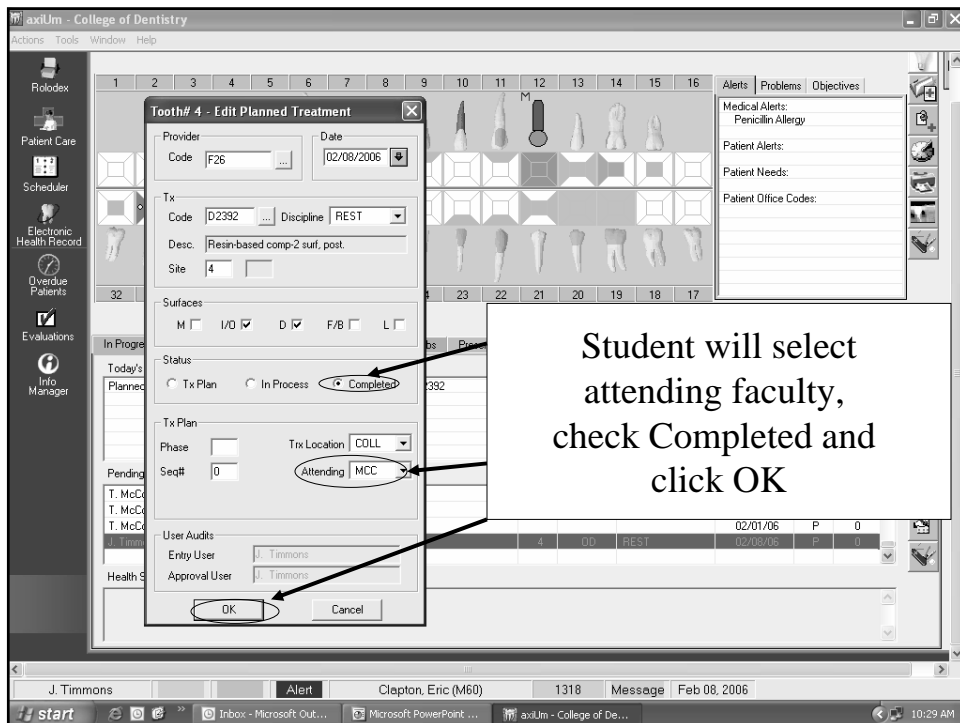 axiUm - College of Dentistry
Actions Tools Window Help
Rolodex
Patient Care
Scheduler
Electronic
Health Record
Overdue
Patients
Evaluations
Info
Manager
1 2 3 4 5 6 7 8 9 10 11 12 13 14 15 16
M
Alerts Problems Objectives
Medical Alerts:
Penicillin Allergy
Patient Alerts:
Patient Needs:
Patient Office Codes:
Tooth# 4 - Edit Planned Treatment
Provider
Code F26 ...
Date
02/08/2006
Tx
Code D2392 ... Discipline REST
Desc. Resin-based comp-2 surf, post.
Site 4
Surfaces
M I/O D F/B L
Status
Tx Plan In Process Completed
Tx Plan
Phase
Trx Location COLL
Seq# 0
Attending MCC
User Audits
Entry User J. Timmons
Approval User J. Timmons
OK Cancel
32 23 22 21 20 19 18 17
Student will select
attending faculty,
check Completed and
click OK
In Progre
Today's
Planned
Pending
T. McCo
T. McCo
T. McCo 02/01/06 P 0
J. Timm 4 OD REST 02/08/06 P 0
Health S
J. Timmons Alert Clapton, Eric (M60) 1318 Message Feb 08, 2006
start Inbox - Microsoft Out... Microsoft PowerPoint ... axiUm - College of De... 10:29 AM